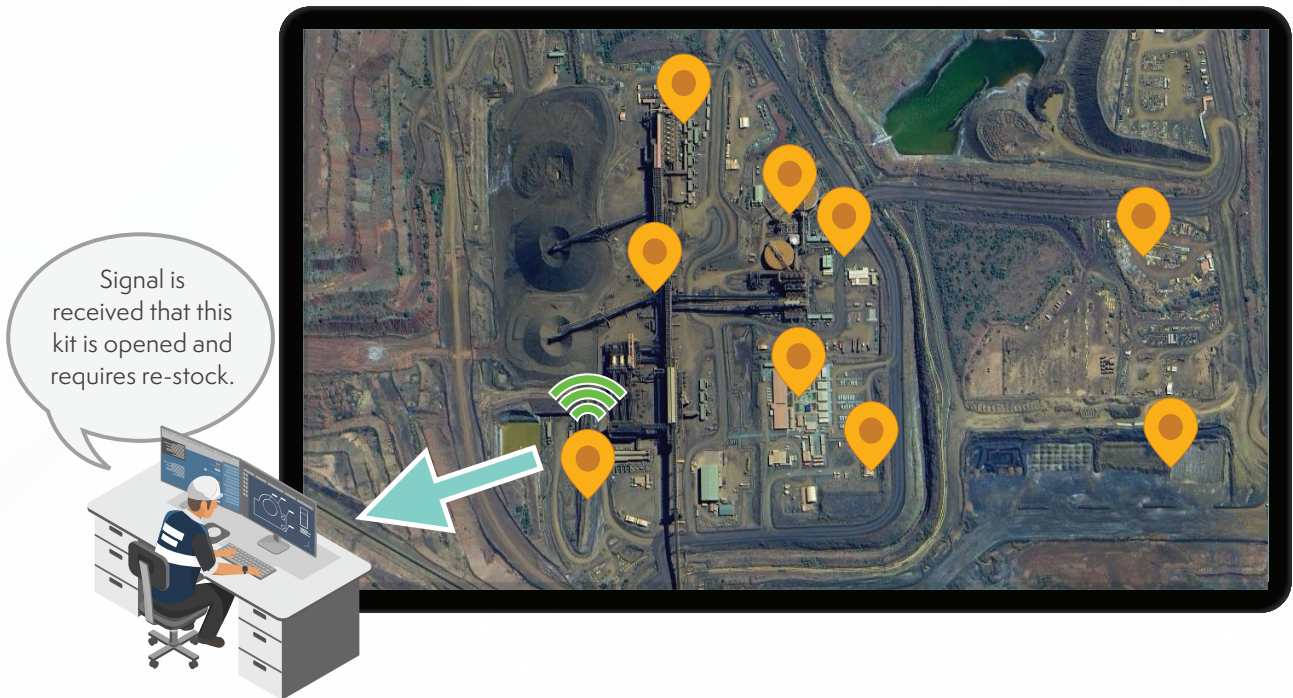 Signal is
received that this
kit is opened and
requires re-stock.